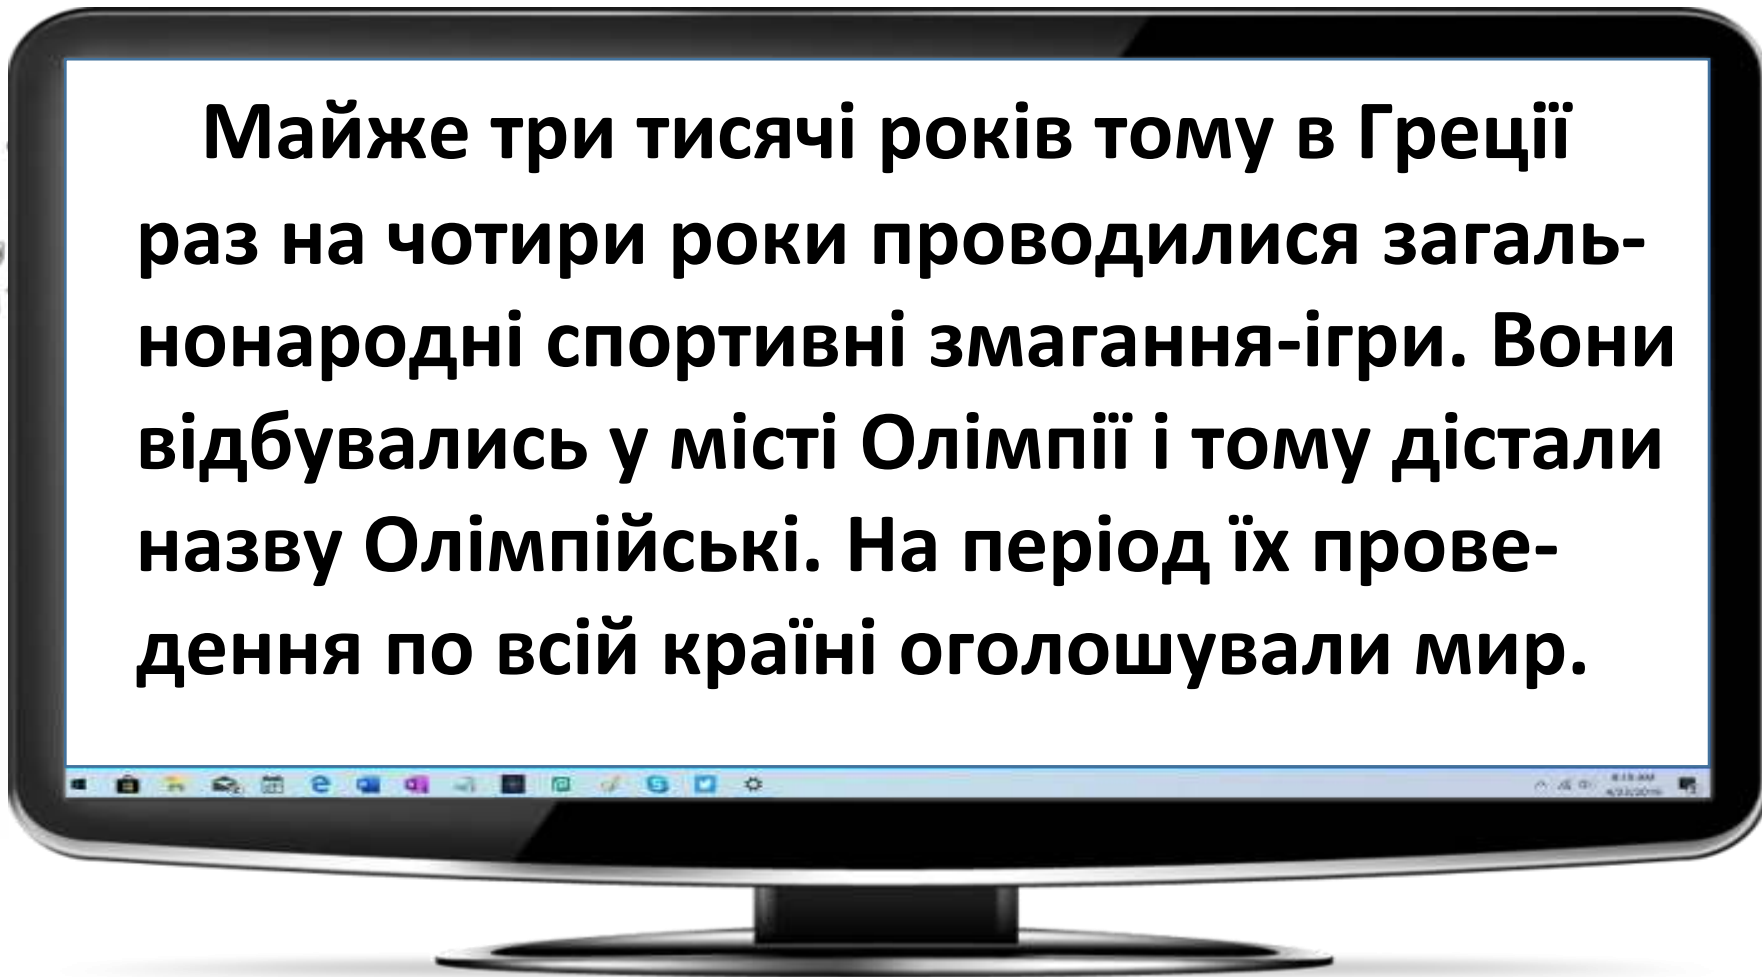 Майже три тисячі років тому в Греції
раз на чотири роки проводилися загаль-
нонародні спортивні змагання-ігри. Вони
відбувались у місті Олімпії і тому дістали
назву Олімпійські. На період їх прове-
дення по всій країні оголошували мир.